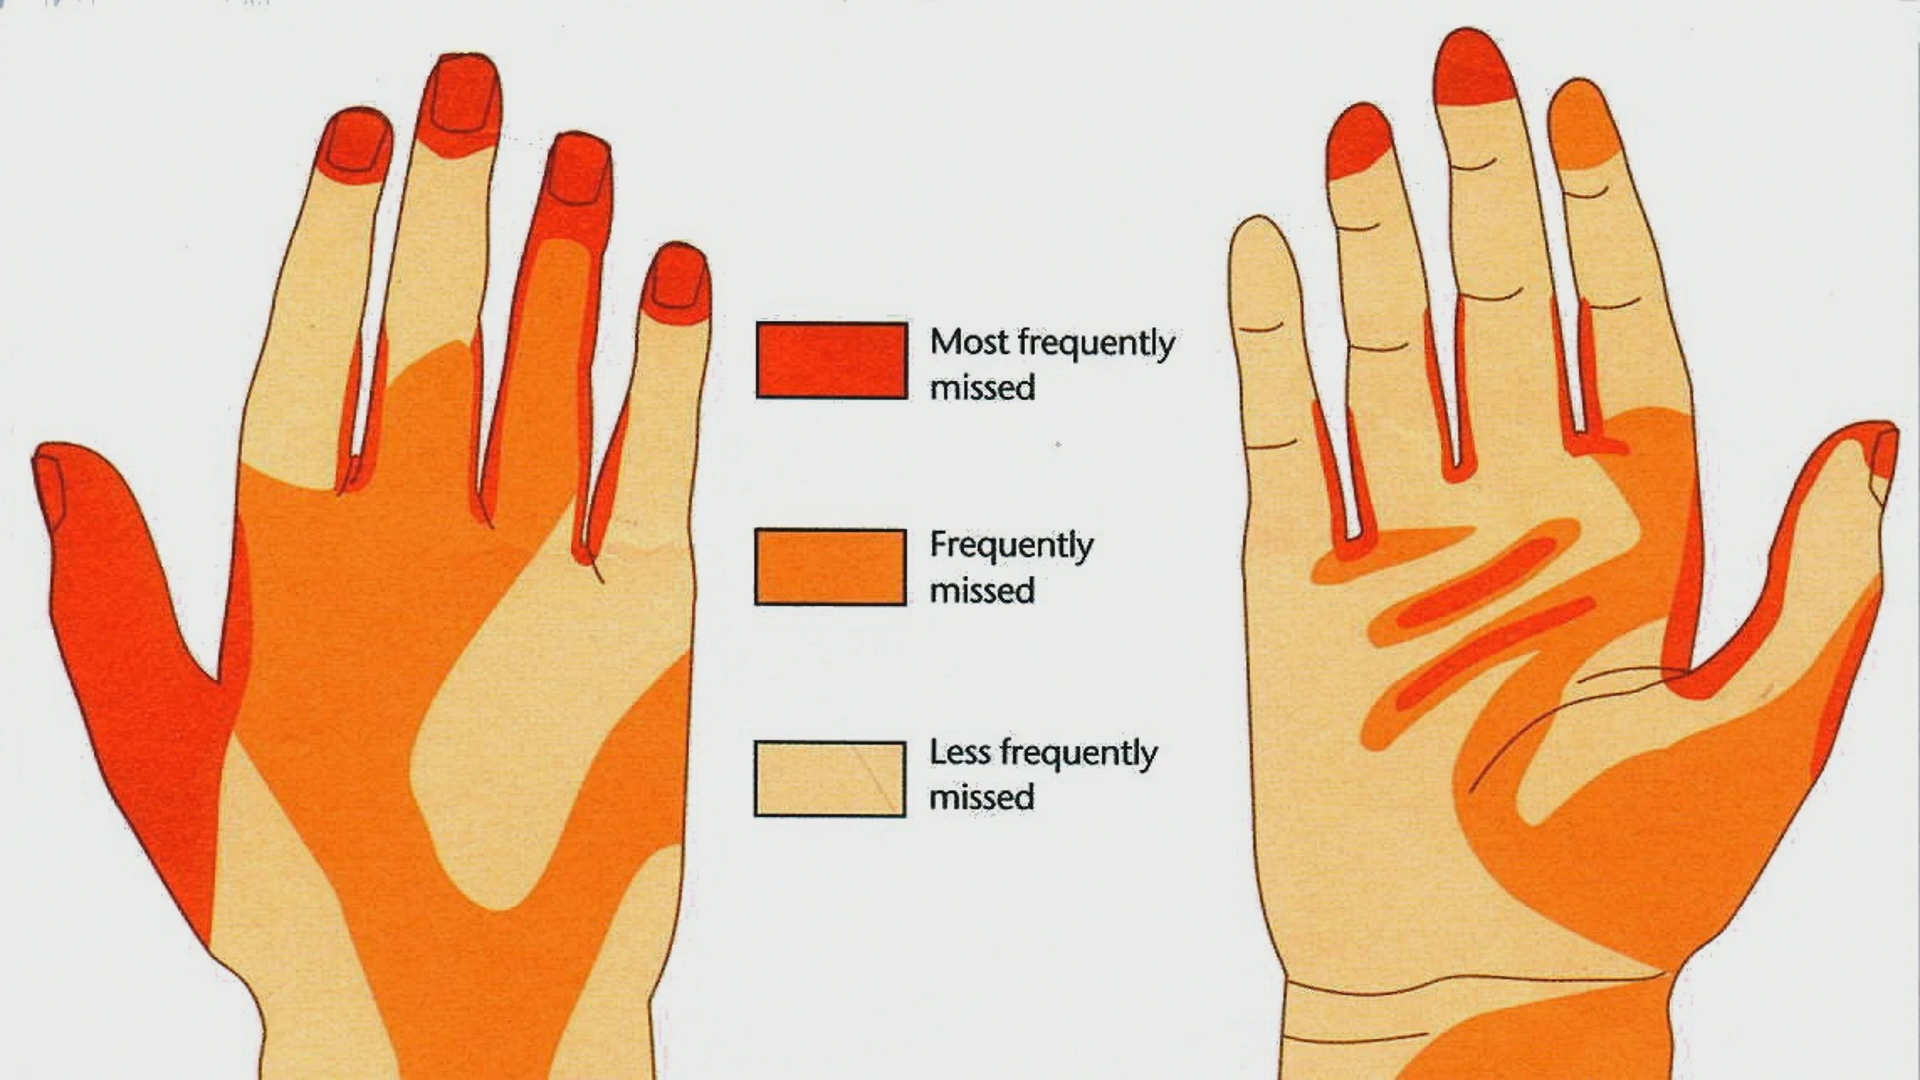 Most frequently
missed
Frequently
missed
Less frequently
missed